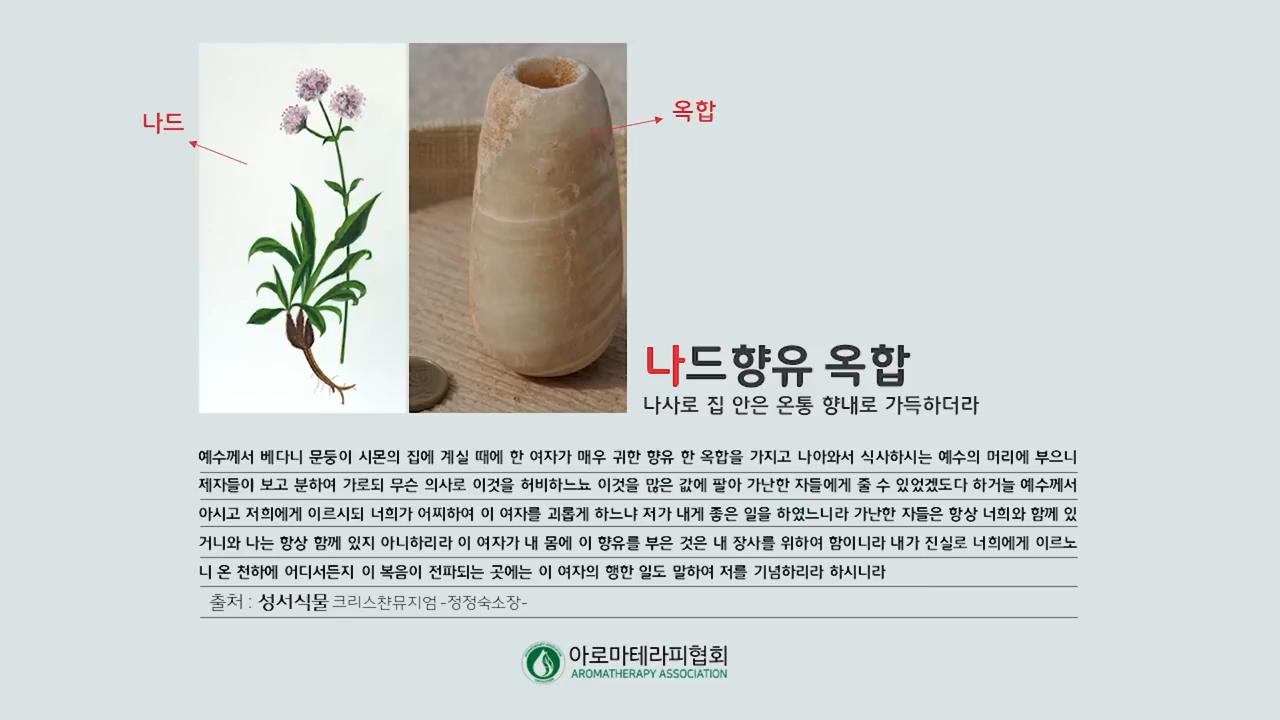 나드
옥합
나드향유 옥합
나사로 집 안은 온통 향내로 가득하더라
예수께서 베다니 문둥이 시몬의 집에 계실 때에 한 여자가 매우 귀한 향유 한 옥합을 가지고 나아와서 식사하시는 예수의 머리에 부으니
제자들이 보고 분하여 가로되 무슨 의사로 이것을 허비하느뇨 이것을 많은 값에 팔아 가난한 자들에게 줄 수 있었겠도다 하거늘 예수께서
아시고 저희에게 이르시되 너희가 어찌하여 이 여자를 괴롭게 하느냐 저가 내게 좋은 일을 하였느니라 가난한 자들은 항상 너희와 함께 있
거니와 나는 항상 함께 있지 아니하리라 이 여자가 내 몸에 이 향유를 부은 것은 내 장사를 위하여 함이니라 내가 진실로 너희에게 이르노
니 온 천하에 어디서든지 이 복음이 전파되는 곳에는 이 여자의 행한 일도 말하여 저를 기념하리라 하시니라
출처 : 성서식물 크리스챤뮤지엄 -정정숙소장-
아로마테라피협회
AROMATHERAPY ASSOCIATION